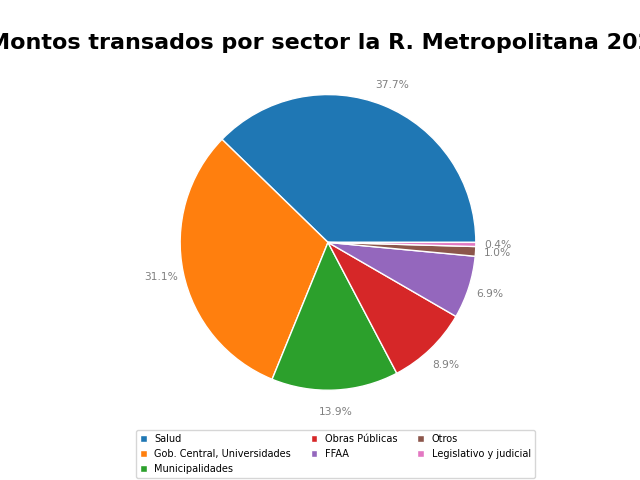 Montos transados por sector la R. Metropolitana
37.7%
0.4%
1.0%
31.1%
6.9%
8.9%
13.9%
Salud
Gob. Central, Universidades
Municipalidades
Obras Públicas
FFAA
Otros
Legislativo y judicial